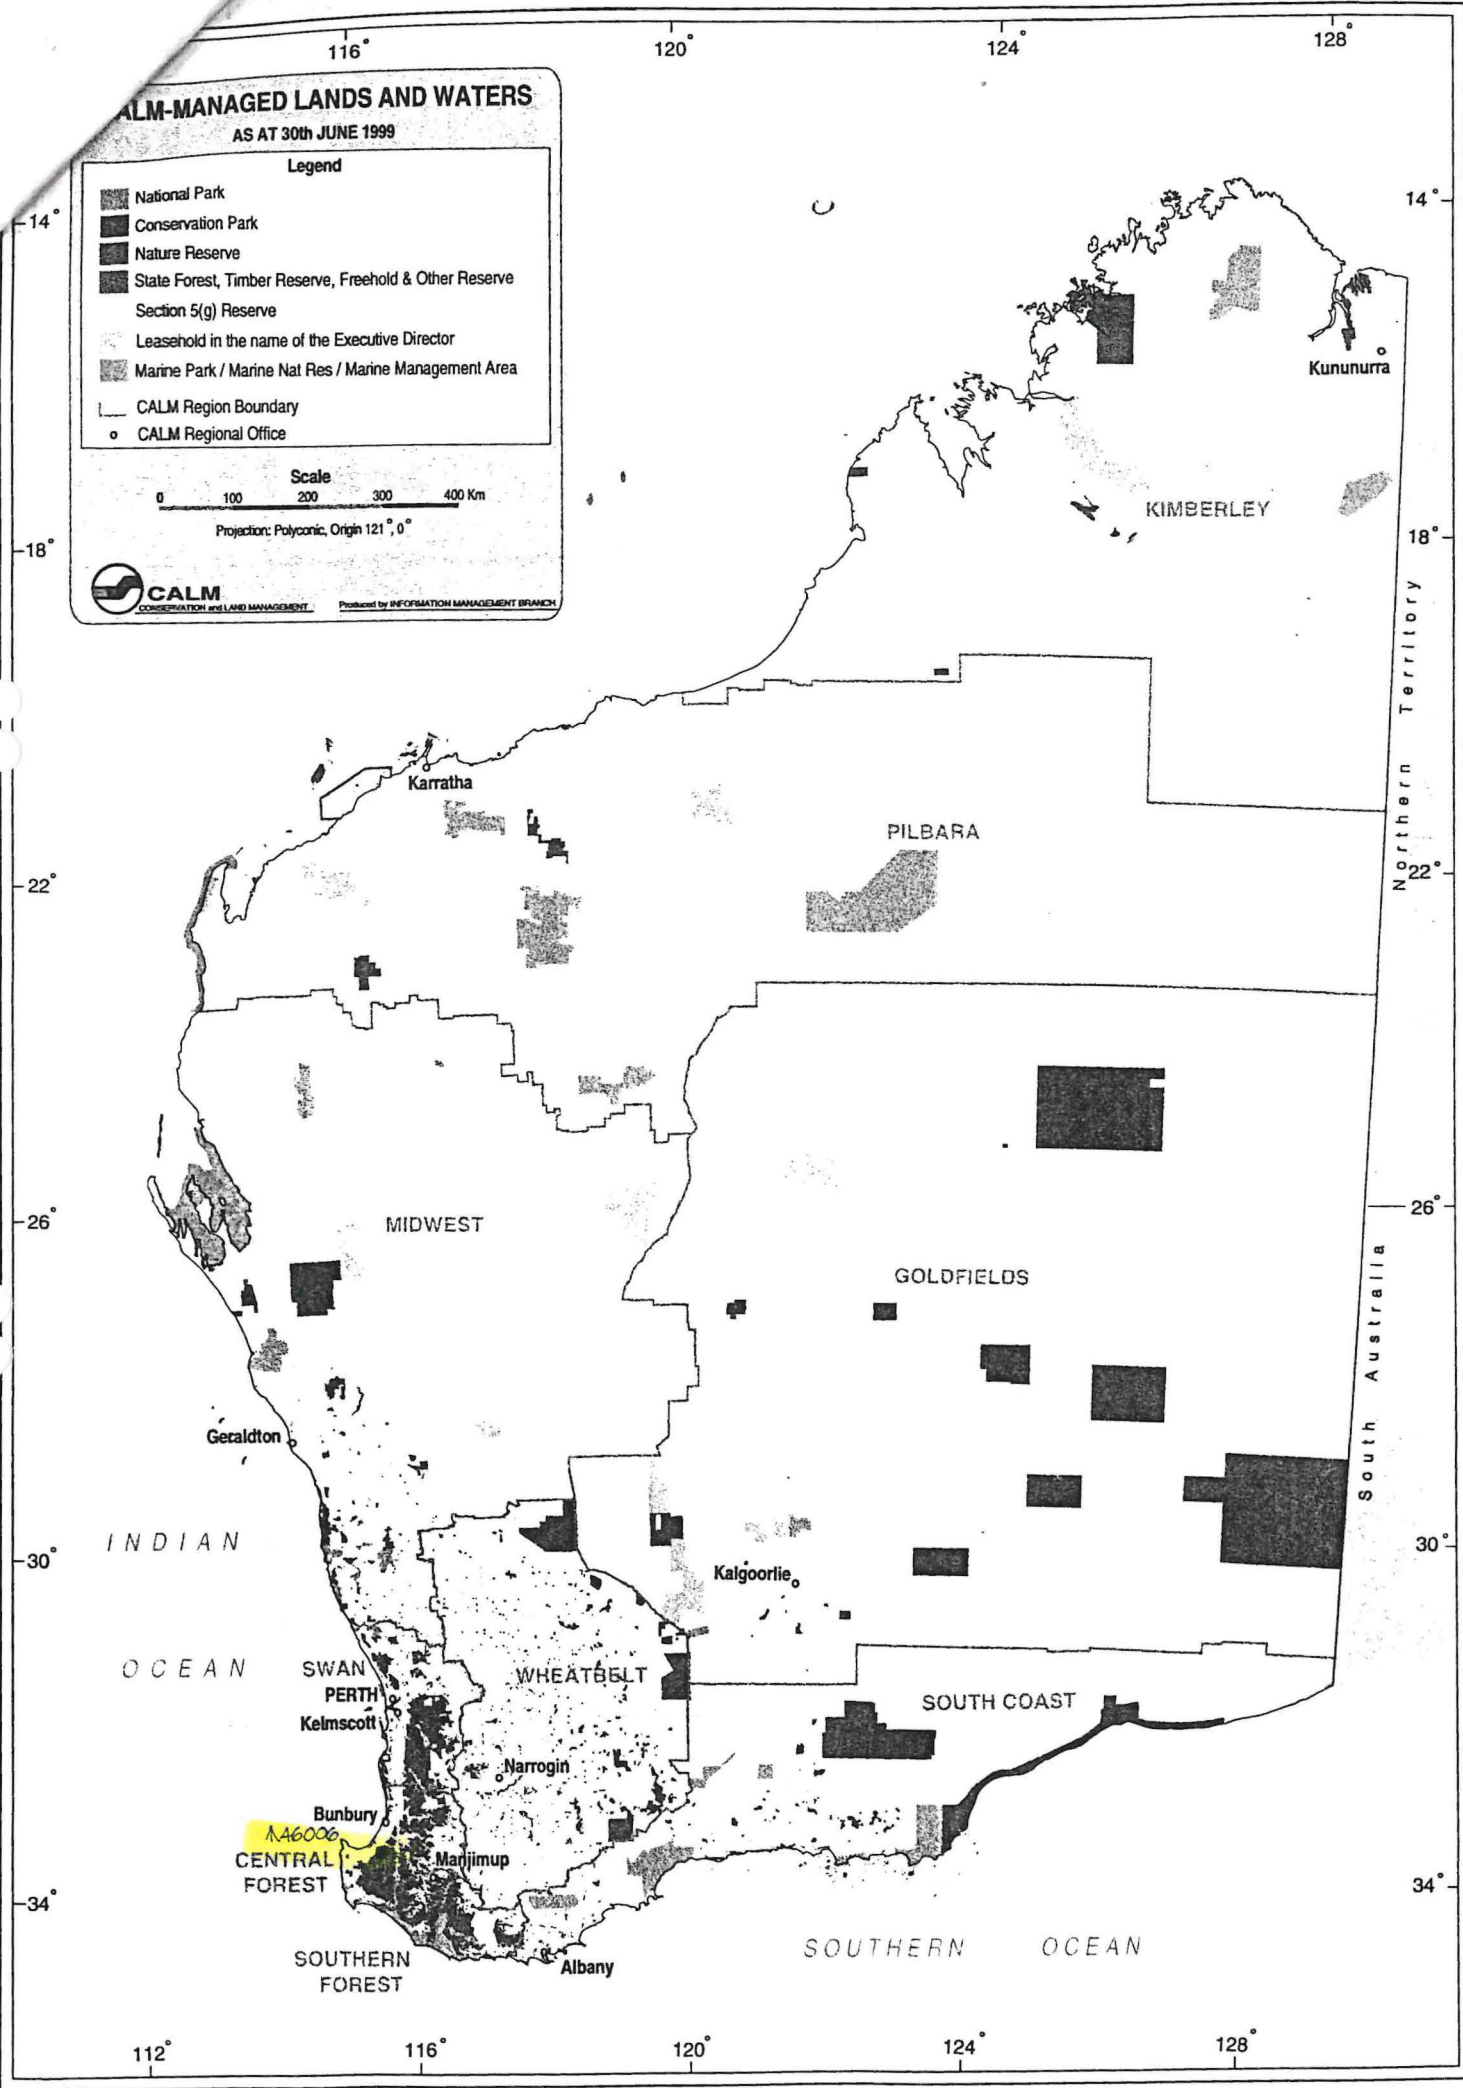 116°
120°
124°
128°
ALM-MANAGED LANDS AND WATERS
AS AT 30th JUNE 1999
Legend
National Park
Conservation Park
Nature Reserve
State Forest, Timber Reserve, Freehold & Other Reserve
Section 5(g) Reserve
Leasehold in the name of the Executive Director
Marine Park / Marine Nat Res / Marine Management Area
CALM Region Boundary
CALM Regional Office
Scale
0 100 200 300 400 Km
Projection: Polyconic, Origin 121°, 0°
CALM
CONSERVATION and LAND MANAGEMENT
Produced by INFORMATION MANAGEMENT BRANCH
14°
14°
Kununurra
KIMBERLEY
18°
18°
Northern Territory
Karratha
PILBARA
22°
22°
26°
MIDWEST
26°
GOLDFIELDS
South Australia
Geraldton
INDIAN
30°
Kalgoorlie
30°
OCEAN
SWAN
WHEATBELT
PERTH
SOUTH COAST
Kelmscott
Narrogin
Bunbury
NA6006
CENTRAL
FOREST
Manjimup
34°
34°
SOUTHERN OCEAN
SOUTHERN
FOREST
Albany
112°
116°
120°
124°
128°